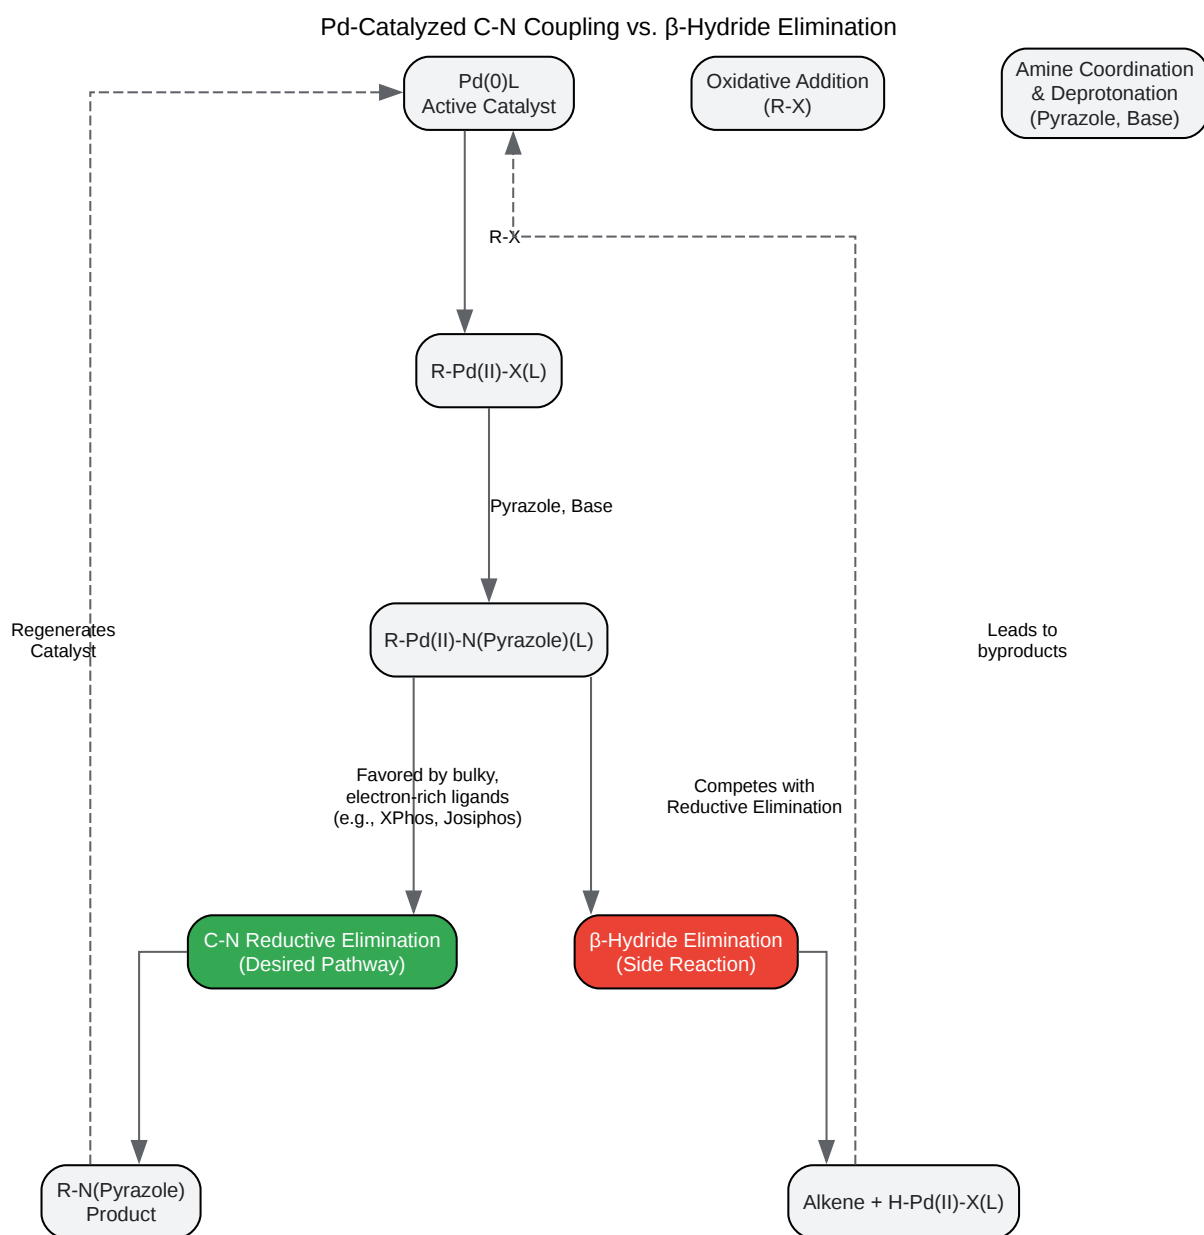 Pd-Catalyzed C-N Coupling vs. β-Hydride Elimination
Pd(0)L
Active Catalyst
Oxidative Addition
(R-X)
Amine Coordination
& Deprotonation
(Pyrazole, Base)
R-X
R-Pd(II)-X(L)
Pyrazole, Base
R-Pd(II)-N(Pyrazole)(L)
Regenerates
Catalyst
Leads to
byproducts
Favored by bulky,
electron-rich ligands
(e.g., XPhos, Josiphos)
Competes with
Reductive Elimination
C-N Reductive Elimination
(Desired Pathway)
β-Hydride Elimination
(Side Reaction)
R-N(Pyrazole)
Product
Alkene + H-Pd(II)-X(L)